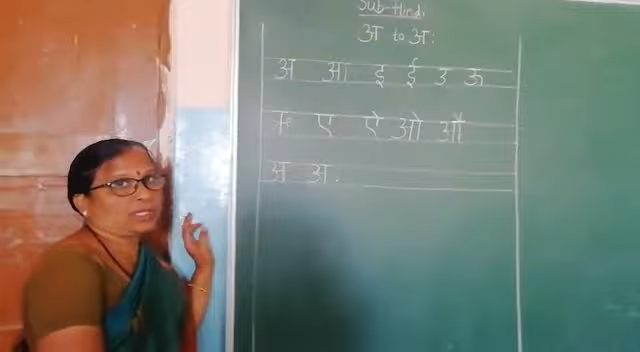 Sub-Hindi
अ to अ:
अ आ इ ई उ ऊ
ऋ ए ऐ ओ औ
अ अ.